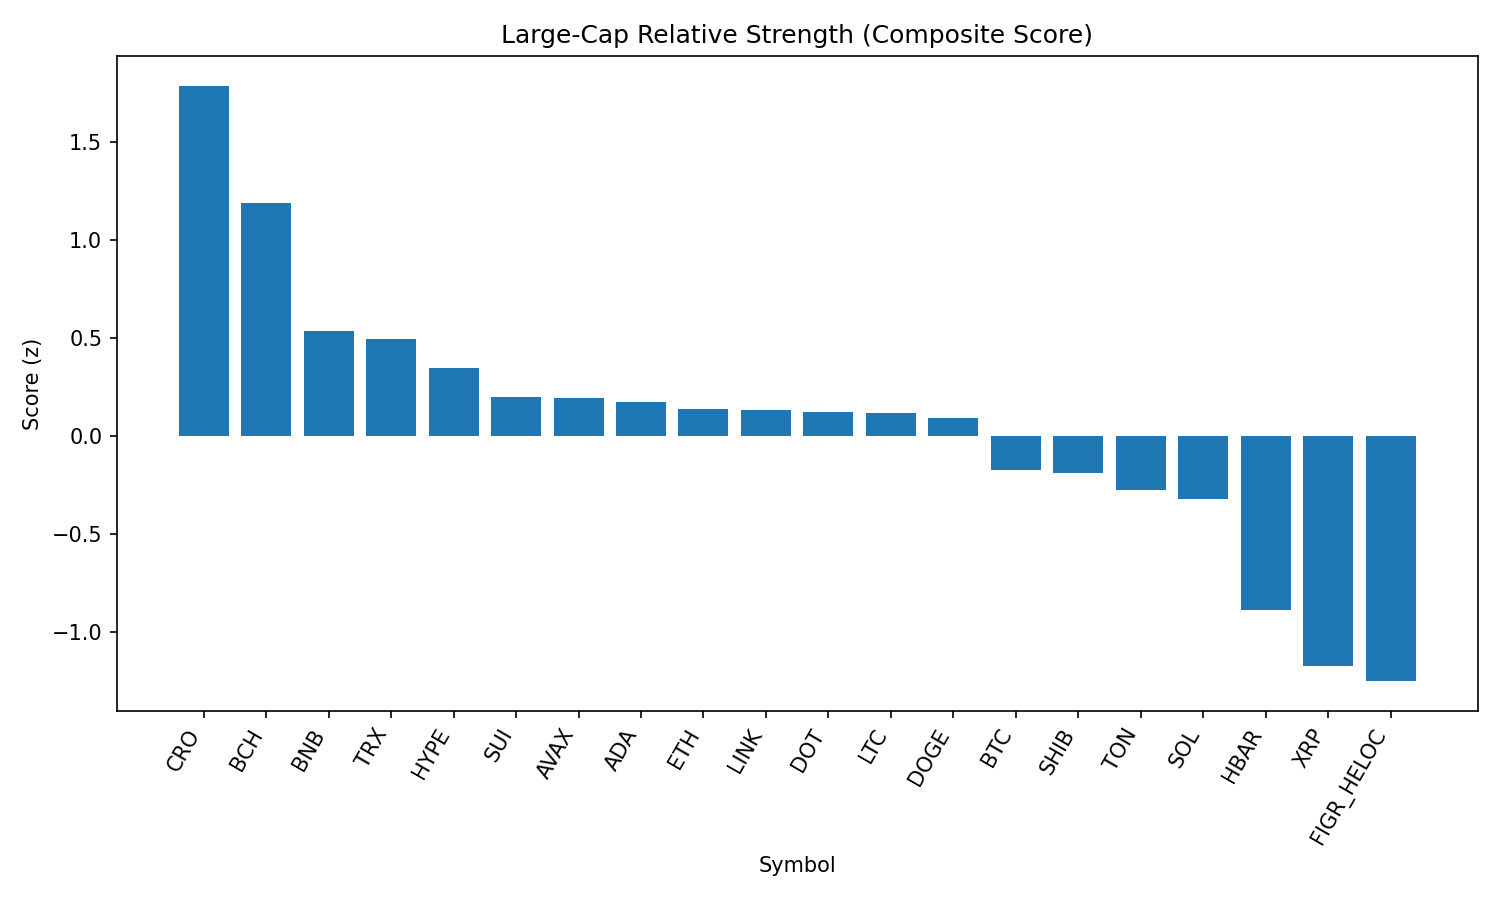 Large-Cap Relative Strength (Composite Score)
Score (z)
1.5
1.0
0.5
0.0
−0.5
−1.0
CRO
BCH
BNB
TRX
HYPE
SUI
AVAX
ADA
ETH
LINK
DOT
LTC
DOGE
BTC
SHIB
TON
SOL
HBAR
XRP
FIGR_HELOC
Symbol